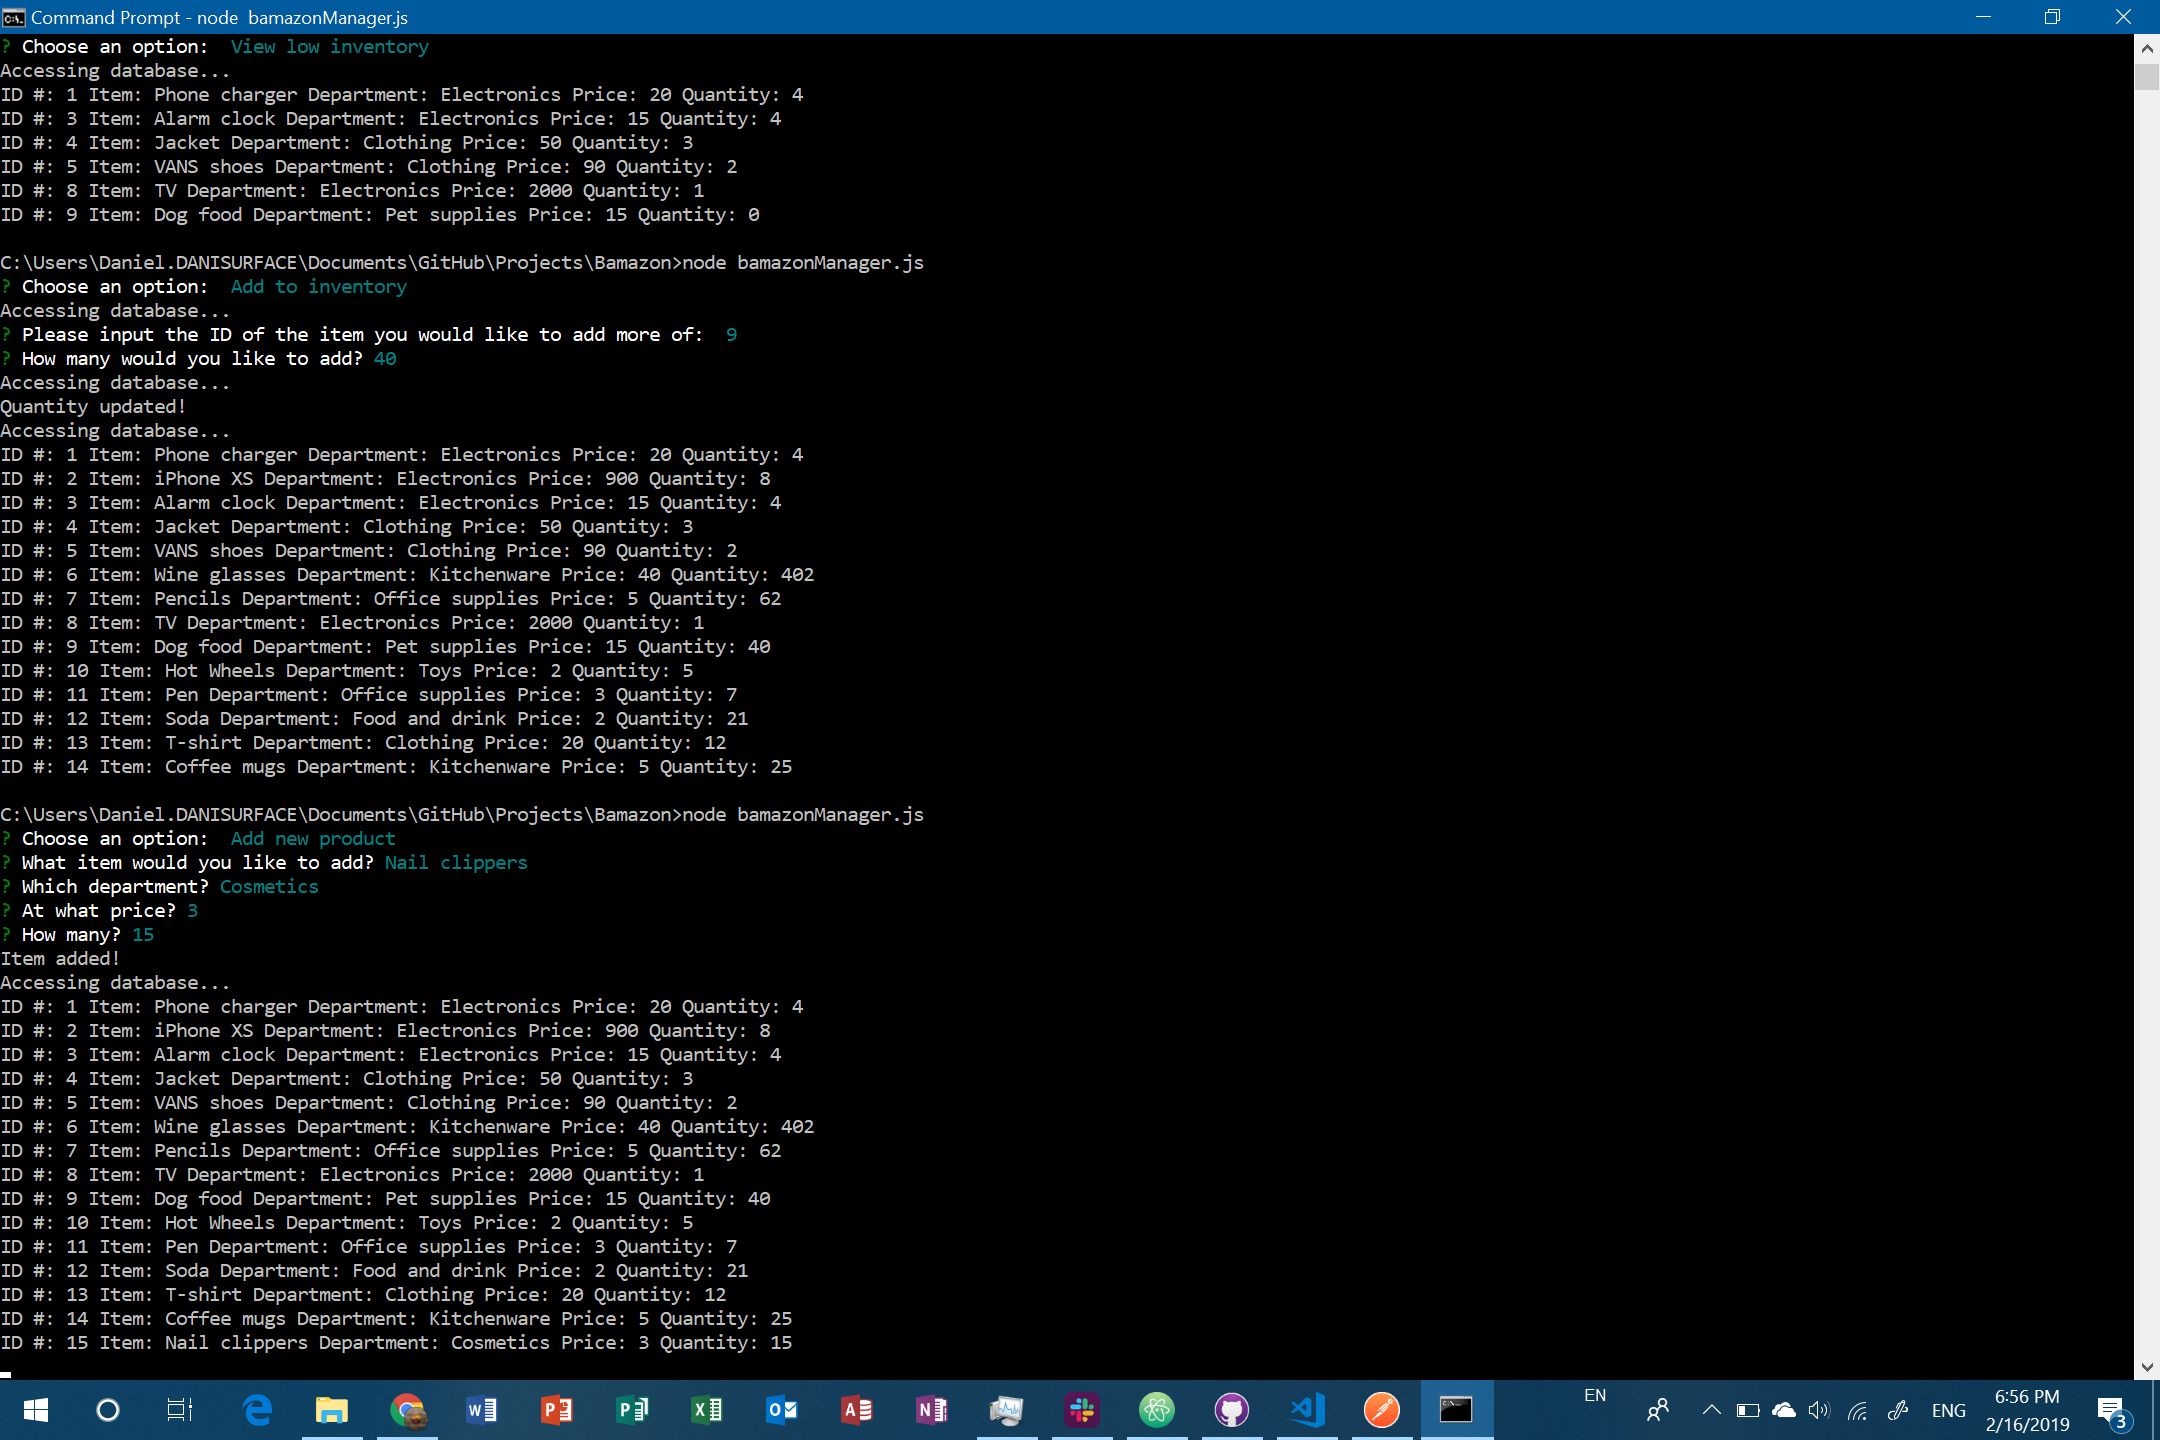 Command Prompt - node  bamazonManager.js
? Choose an option:  View low inventory
Accessing database...
ID #: 1 Item: Phone charger Department: Electronics Price: 20 Quantity: 4
ID #: 3 Item: Alarm clock Department: Electronics Price: 15 Quantity: 4
ID #: 4 Item: Jacket Department: Clothing Price: 50 Quantity: 3
ID #: 5 Item: VANS shoes Department: Clothing Price: 90 Quantity: 2
ID #: 8 Item: TV Department: Electronics Price: 2000 Quantity: 1
ID #: 9 Item: Dog food Department: Pet supplies Price: 15 Quantity: 0
C:\Users\Daniel.DANISURFACE\Documents\GitHub\Projects\Bamazon>node bamazonManager.js
? Choose an option:  Add to inventory
Accessing database...
? Please input the ID of the item you would like to add more of:  9
? How many would you like to add? 40
Accessing database...
Quantity updated!
Accessing database...
ID #: 1 Item: Phone charger Department: Electronics Price: 20 Quantity: 4
ID #: 2 Item: iPhone XS Department: Electronics Price: 900 Quantity: 8
ID #: 3 Item: Alarm clock Department: Electronics Price: 15 Quantity: 4
ID #: 4 Item: Jacket Department: Clothing Price: 50 Quantity: 3
ID #: 5 Item: VANS shoes Department: Clothing Price: 90 Quantity: 2
ID #: 6 Item: Wine glasses Department: Kitchenware Price: 40 Quantity: 402
ID #: 7 Item: Pencils Department: Office supplies Price: 5 Quantity: 62
ID #: 8 Item: TV Department: Electronics Price: 2000 Quantity: 1
ID #: 9 Item: Dog food Department: Pet supplies Price: 15 Quantity: 40
ID #: 10 Item: Hot Wheels Department: Toys Price: 2 Quantity: 5
ID #: 11 Item: Pen Department: Office supplies Price: 3 Quantity: 7
ID #: 12 Item: Soda Department: Food and drink Price: 2 Quantity: 21
ID #: 13 Item: T-shirt Department: Clothing Price: 20 Quantity: 12
ID #: 14 Item: Coffee mugs Department: Kitchenware Price: 5 Quantity: 25
C:\Users\Daniel.DANISURFACE\Documents\GitHub\Projects\Bamazon>node bamazonManager.js
? Choose an option:  Add new product
? What item would you like to add? Nail clippers
? Which department? Cosmetics
? At what price? 3
? How many? 15
Item added!
Accessing database...
ID #: 1 Item: Phone charger Department: Electronics Price: 20 Quantity: 4
ID #: 2 Item: iPhone XS Department: Electronics Price: 900 Quantity: 8
ID #: 3 Item: Alarm clock Department: Electronics Price: 15 Quantity: 4
ID #: 4 Item: Jacket Department: Clothing Price: 50 Quantity: 3
ID #: 5 Item: VANS shoes Department: Clothing Price: 90 Quantity: 2
ID #: 6 Item: Wine glasses Department: Kitchenware Price: 40 Quantity: 402
ID #: 7 Item: Pencils Department: Office supplies Price: 5 Quantity: 62
ID #: 8 Item: TV Department: Electronics Price: 2000 Quantity: 1
ID #: 9 Item: Dog food Department: Pet supplies Price: 15 Quantity: 40
ID #: 10 Item: Hot Wheels Department: Toys Price: 2 Quantity: 5
ID #: 11 Item: Pen Department: Office supplies Price: 3 Quantity: 7
ID #: 12 Item: Soda Department: Food and drink Price: 2 Quantity: 21
ID #: 13 Item: T-shirt Department: Clothing Price: 20 Quantity: 12
ID #: 14 Item: Coffee mugs Department: Kitchenware Price: 5 Quantity: 25
ID #: 15 Item: Nail clippers Department: Cosmetics Price: 3 Quantity: 15
EN
ENG
6:56 PM
2/16/2019
3